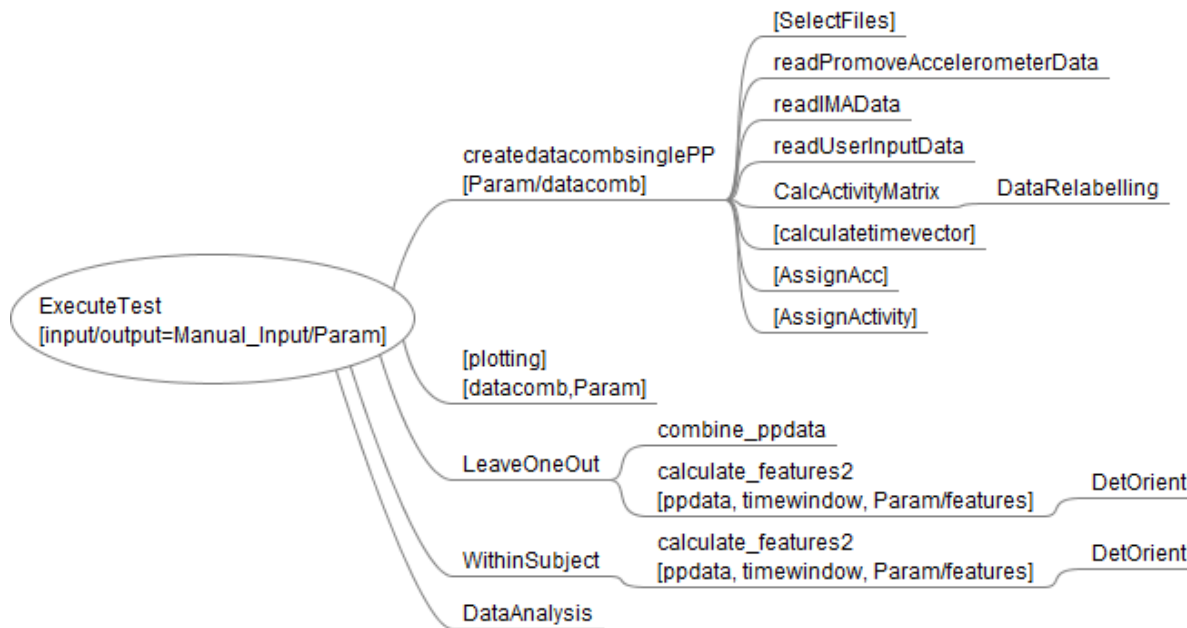 [SelectFiles]
readPromoveAccelerometerData
readIMAData
readUserInputData
createdatacombsinglePP
[Param/datacomb]
CalcActivityMatrix
DataRelabelling
[calculatetimevector]
[AssignAcc]
[AssignActivity]
ExecuteTest
[input/output=Manual_Input/Param]
[plotting]
[datacomb,Param]
LeaveOneOut
combine_ppdata
calculate_features2
[ppdata, timewindow, Param/features]
DetOrient
WithinSubject
calculate_features2
[ppdata, timewindow, Param/features]
DetOrient
DataAnalysis